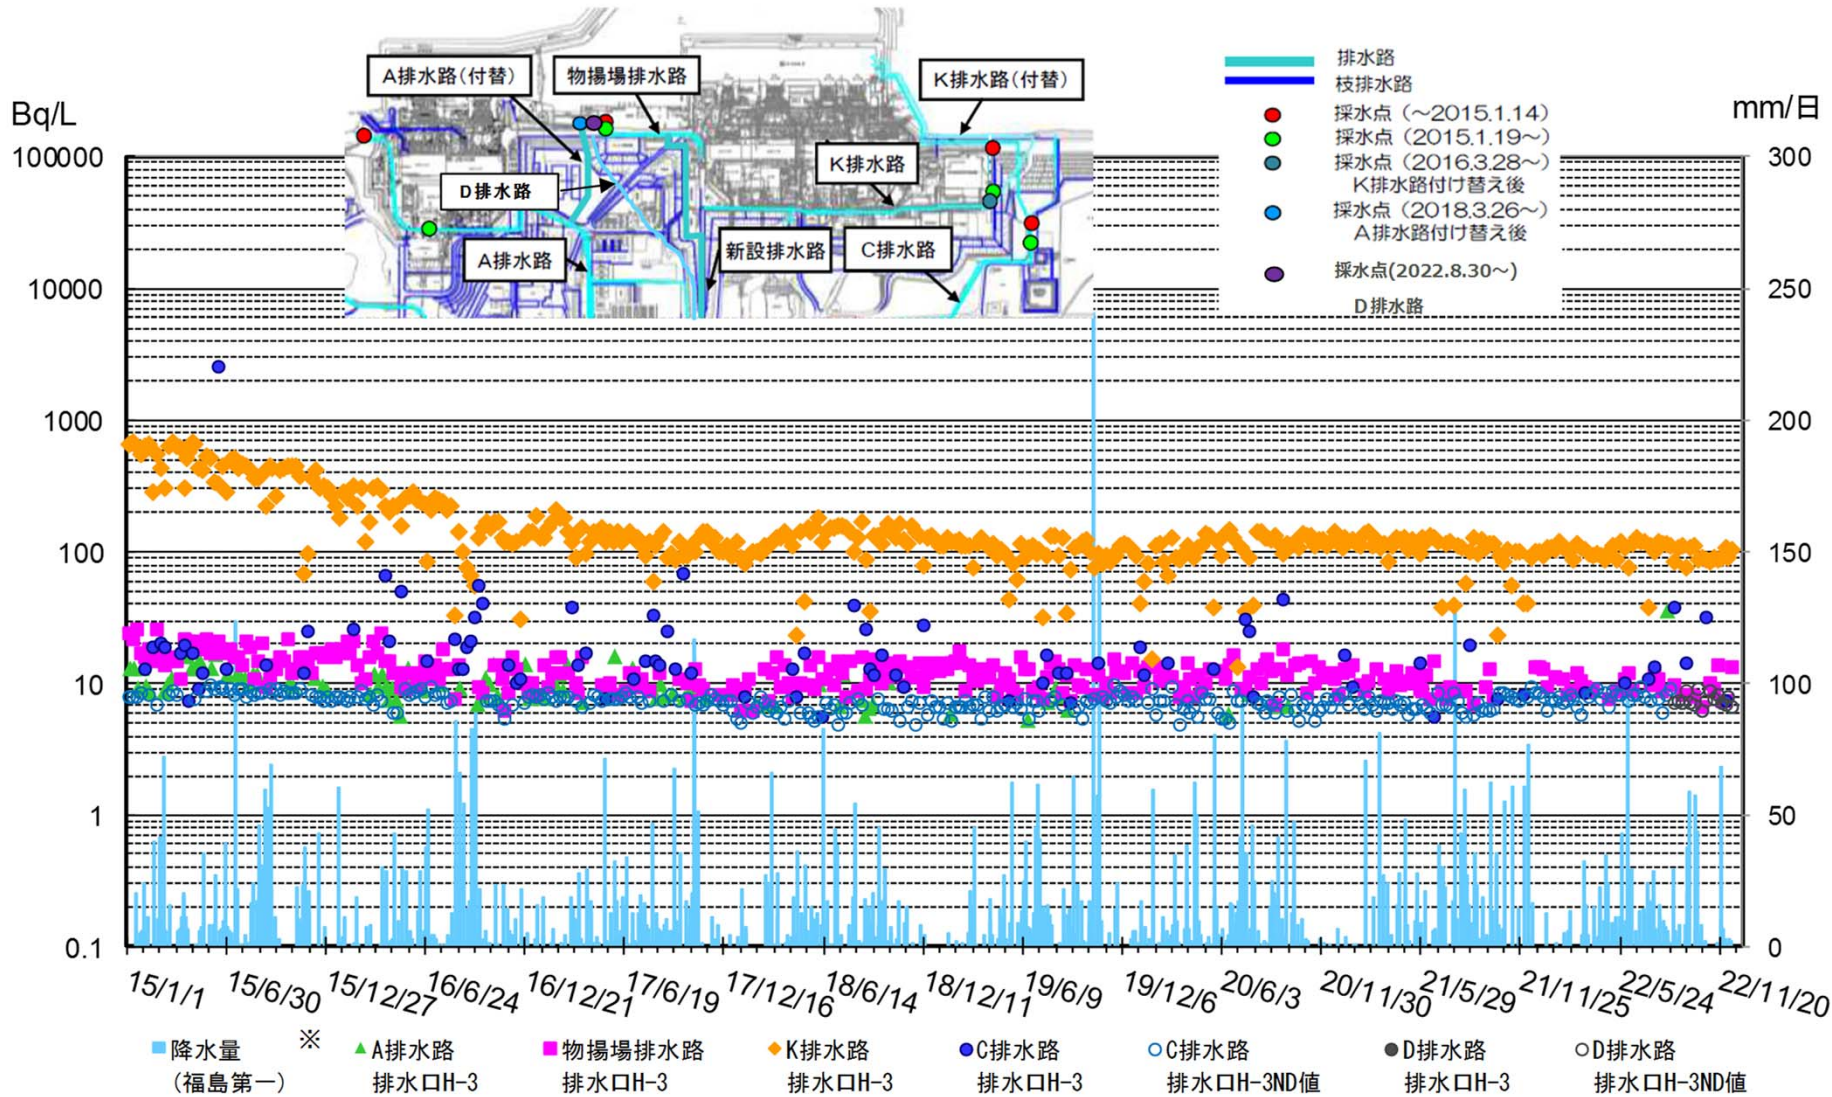 A排水路(付替)
物揚場排水路
K排水路(付替)
D排水路
K排水路
A排水路
新設排水路
C排水路
排水路
枝排水路
採水点(～2015.1.14)
採水点(2015.1.19～)
採水点(2016.3.28～)
K排水路付け替え後
採水点(2018.3.26～)
A排水路付け替え後
採水点(2022.8.30～)
D排水路
Bq/L
100000
10000
1000
100
10
1
0.1
mm/日
300
250
200
150
100
50
0
15/1/1
15/6/30
15/12/27
16/6/24
16/12/21
17/6/19
17/12/16
18/6/14
18/12/11
19/6/9
19/12/6
20/6/3
20/11/30
21/5/29
21/11/25
22/5/24
22/11/20
降水量
(福島第一)
※
A排水路
排水口H-3
物揚場排水路
排水口H-3
K排水路
排水口H-3
C排水路
排水口H-3
C排水路
排水口H-3ND値
D排水路
排水口H-3
D排水路
排水口H-3ND値